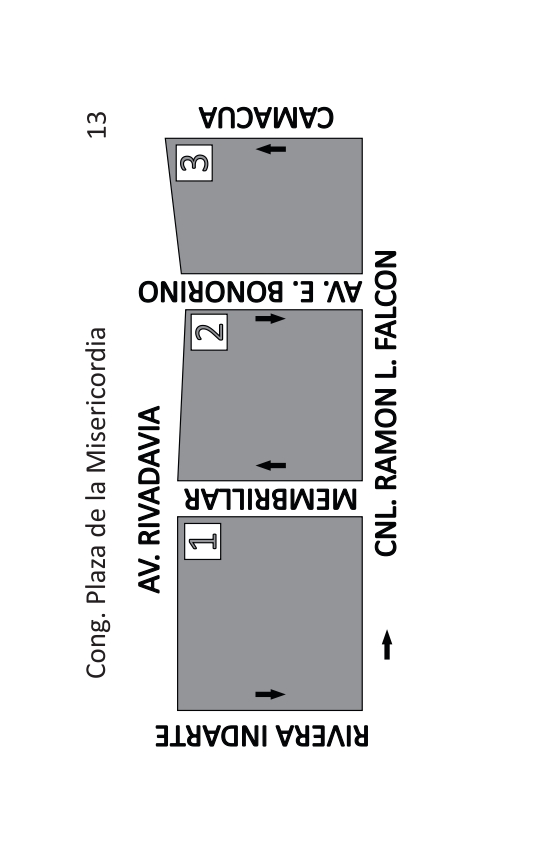 Cong. Plaza de la Misericordia 13
AV. RIVADAVIA
RIVERA INDARTE
1
MEMBRILLAR
2
AV. E. BONORINO
3
CAMACUA
CNL. RAMON L. FALCON